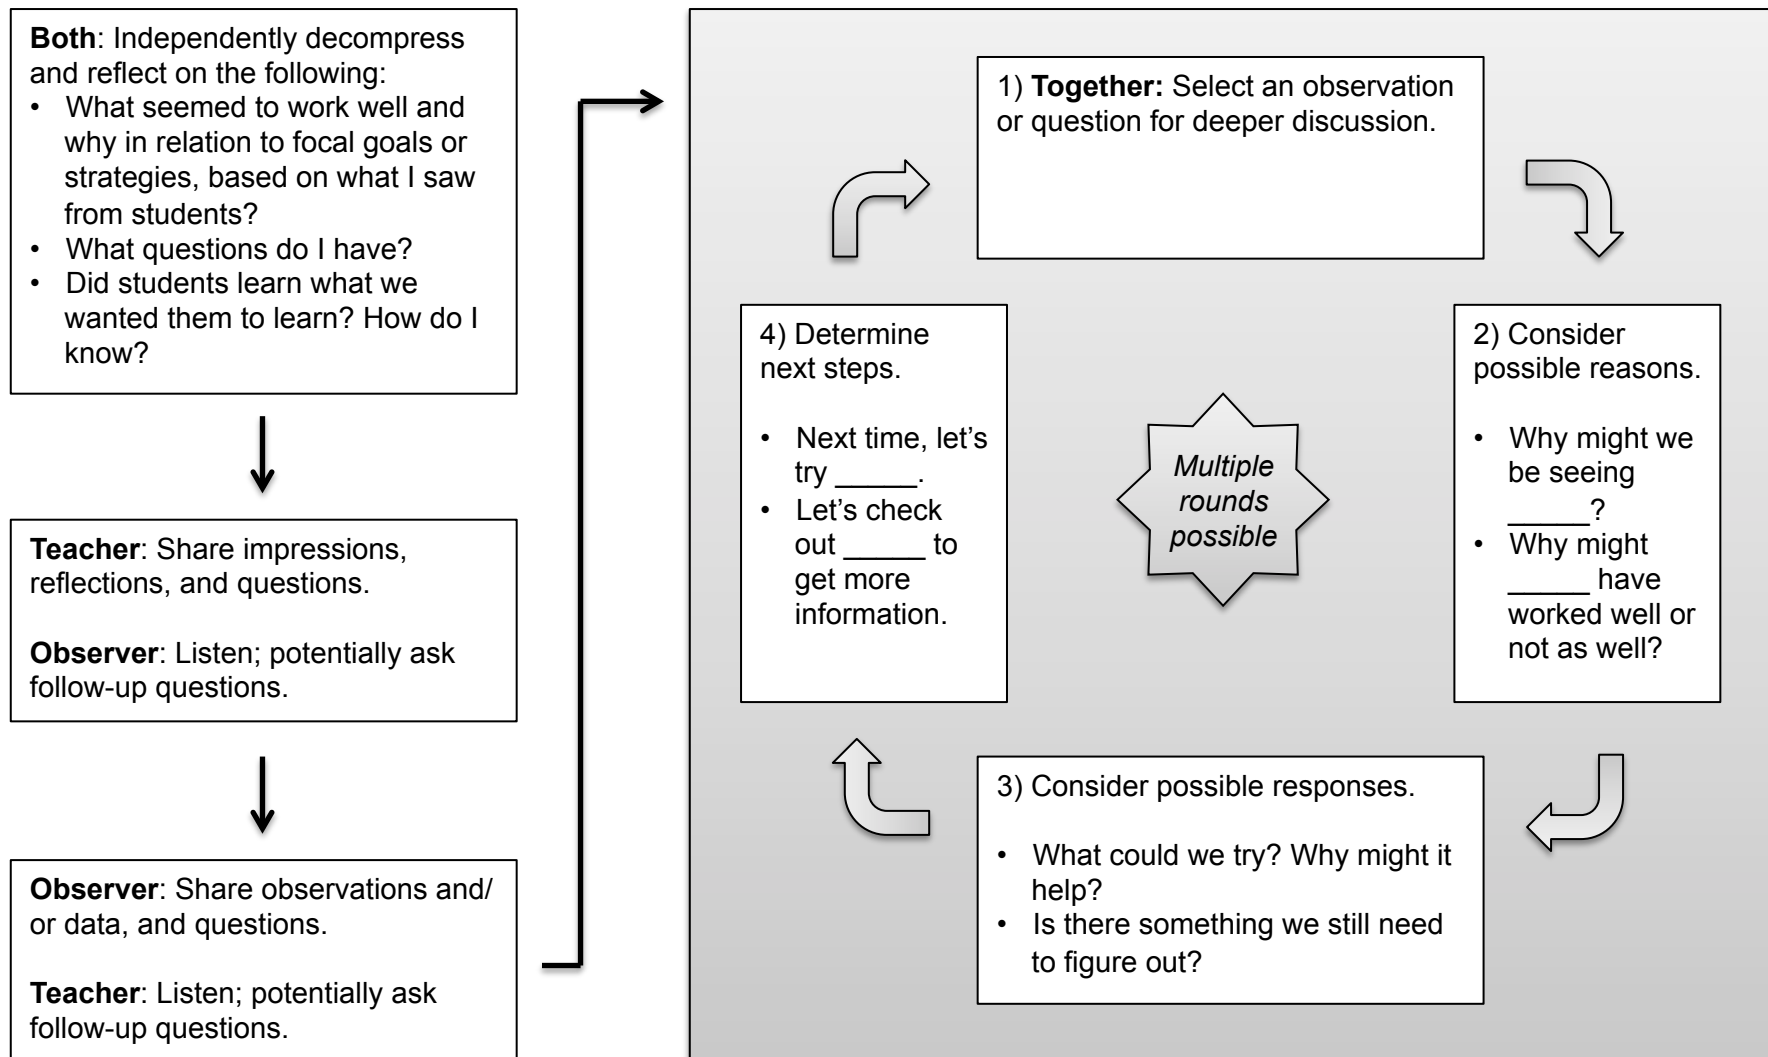 Both: Independently decompress
and reflect on the following:
• What seemed to work well and
why in relation to focal goals or
strategies, based on what I saw
from students?
• What questions do I have?
• Did students learn what we
wanted them to learn? How do I
know?
Teacher: Share impressions,
reflections, and questions.
Observer: Listen; potentially ask
follow-up questions.
Observer: Share observations and/
or data, and questions.
Teacher: Listen; potentially ask
follow-up questions.
1) Together: Select an observation
or question for deeper discussion.
2) Consider
possible reasons.
• Why might we
be seeing
_____?
• Why might
_____ have
worked well or
not as well?
3) Consider possible responses.
• What could we try? Why might it
help?
• Is there something we still need
to figure out?
4) Determine
next steps.
• Next time, let’s
try _____.
• Let’s check
out _____ to
get more
information.
Multiple
rounds
possible